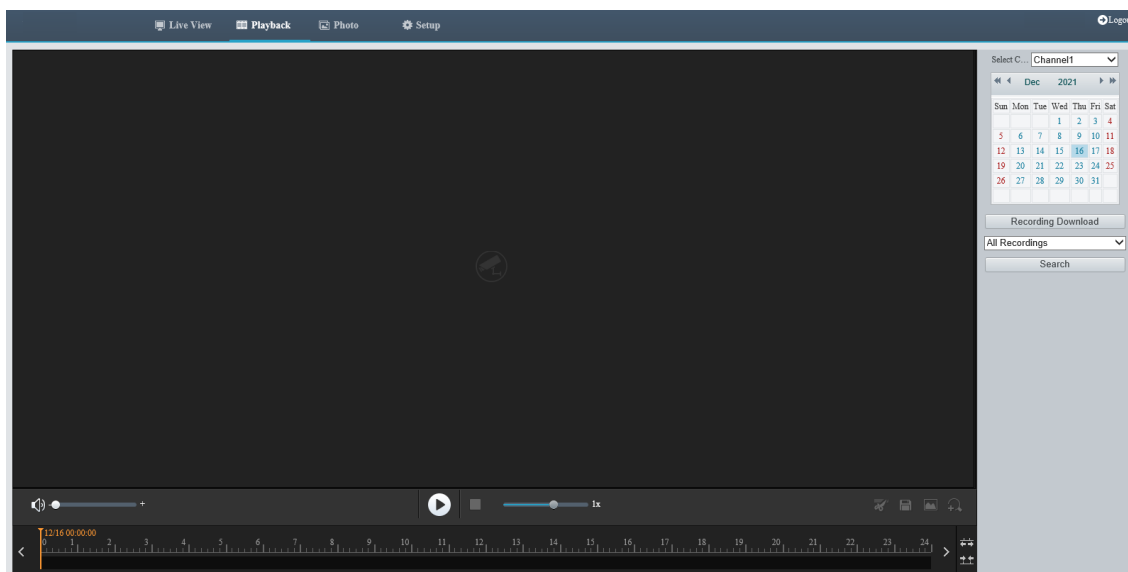 Live View Playback Photo Setup Logou
Select C... Channel1
Dec 2021
Sun Mon Tue Wed Thu Fri Sat
1 2 3 4
5 6 7 8 9 10 11
12 13 14 15 16 17 18
19 20 21 22 23 24 25
26 27 28 29 30 31
Recording Download
All Recordings
Search
+ 1x
12/16 00:00:00
0 1 2 3 4 5 6 7 8 9 10 11 12 13 14 15 16 17 18 19 20 21 22 23 24